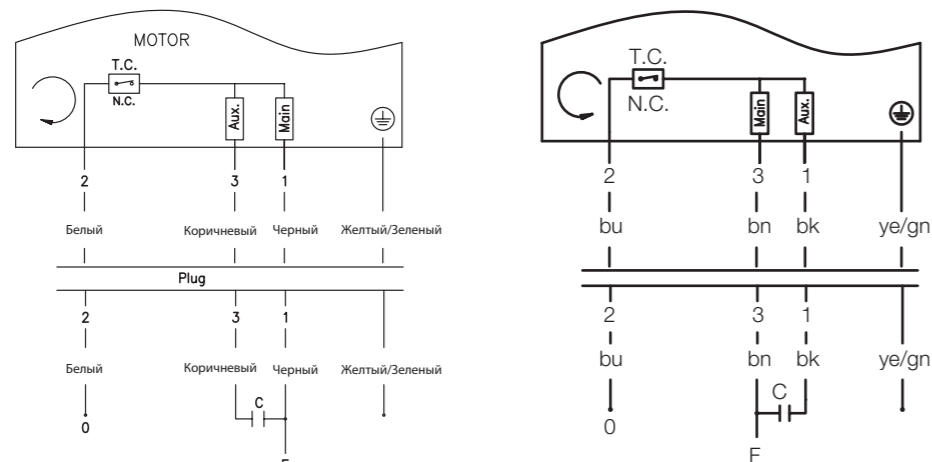 MOTOR
T.C.
N.C.
Aux.
Main
2 3 1
Белый Коричневый Черный Желтый/Зеленый
Plug
2 3 1
Белый Коричневый Черный Желтый/Зеленый
C
0
T.C.
N.C.
Main
Aux.
2 3 1
bu bn bk ye/gn
2 3 1
bu bn bk ye/gn
C
0
F